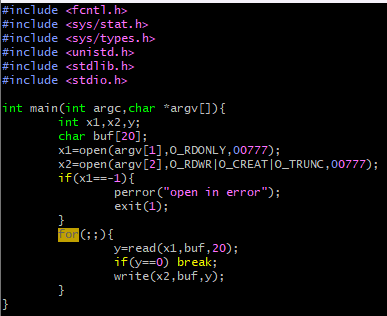 #include <fcntl.h>
#include <sys/stat.h>
#include <sys/types.h>
#include <unistd.h>
#include <stdlib.h>
#include <stdio.h>

int main(int argc,char *argv[]){
        int x1,x2,y;
        char buf[20];
        x1=open(argv[1],O_RDONLY,00777);
        x2=open(argv[2],O_RDWR|O_CREAT|O_TRUNC,00777);
        if(x1==-1){
                perror("open in error");
                exit(1);
        }
        for(;;){
                y=read(x1,buf,20);
                if(y==0) break;
                write(x2,buf,y);
        }
}